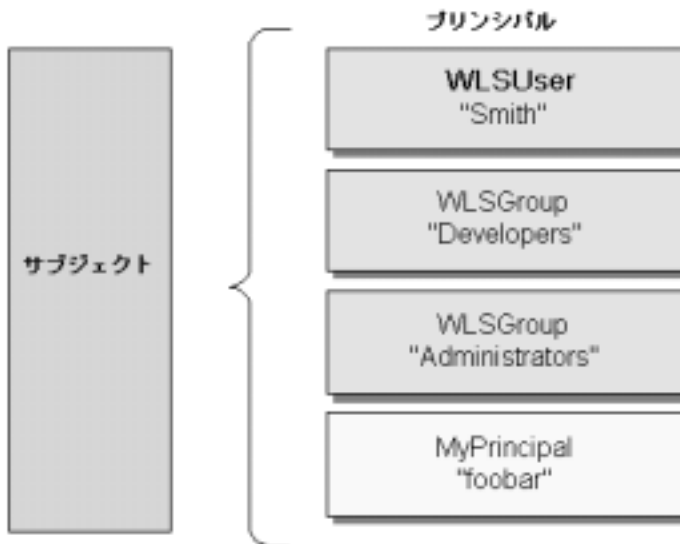 プリンシパル
WLSUser
"Smith"
WLSGroup
"Developers"
サブジェクト
WLSGroup
"Administrators"
MyPrincipal
"foobar"